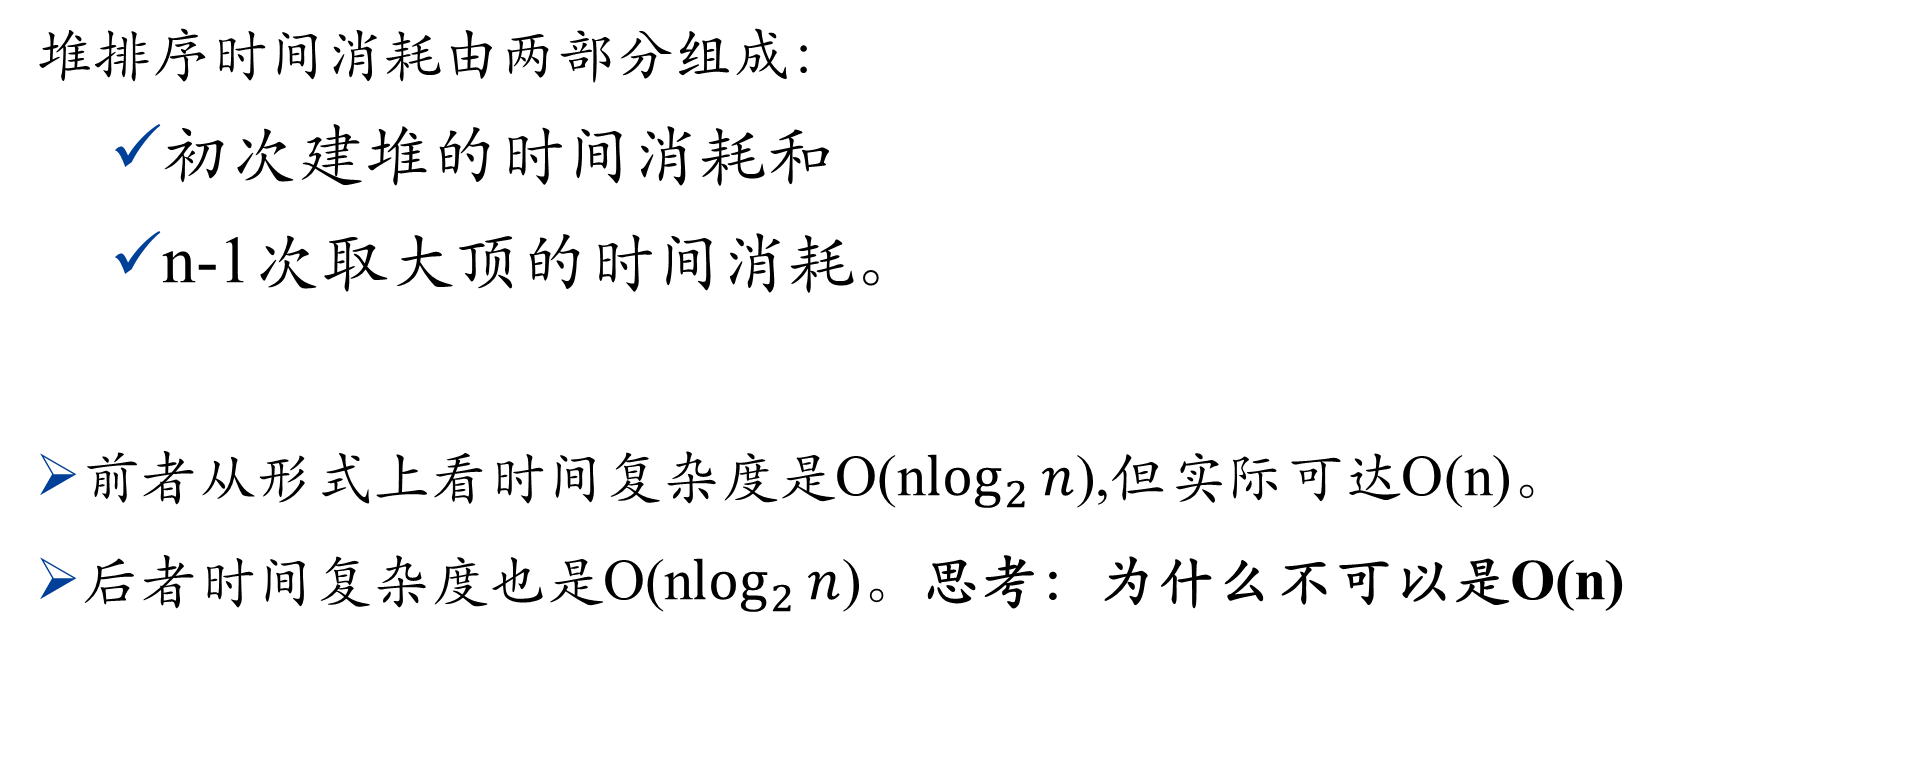 堆排序时间消耗由两部分组成：
✓初次建堆的时间消耗和
✓n-1次取大顶的时间消耗。
➢前者从形式上看时间复杂度是O(nlog₂ n),但实际可达O(n)。
➢后者时间复杂度也是O(nlog₂ n)。思考：为什么不可以是O(n)